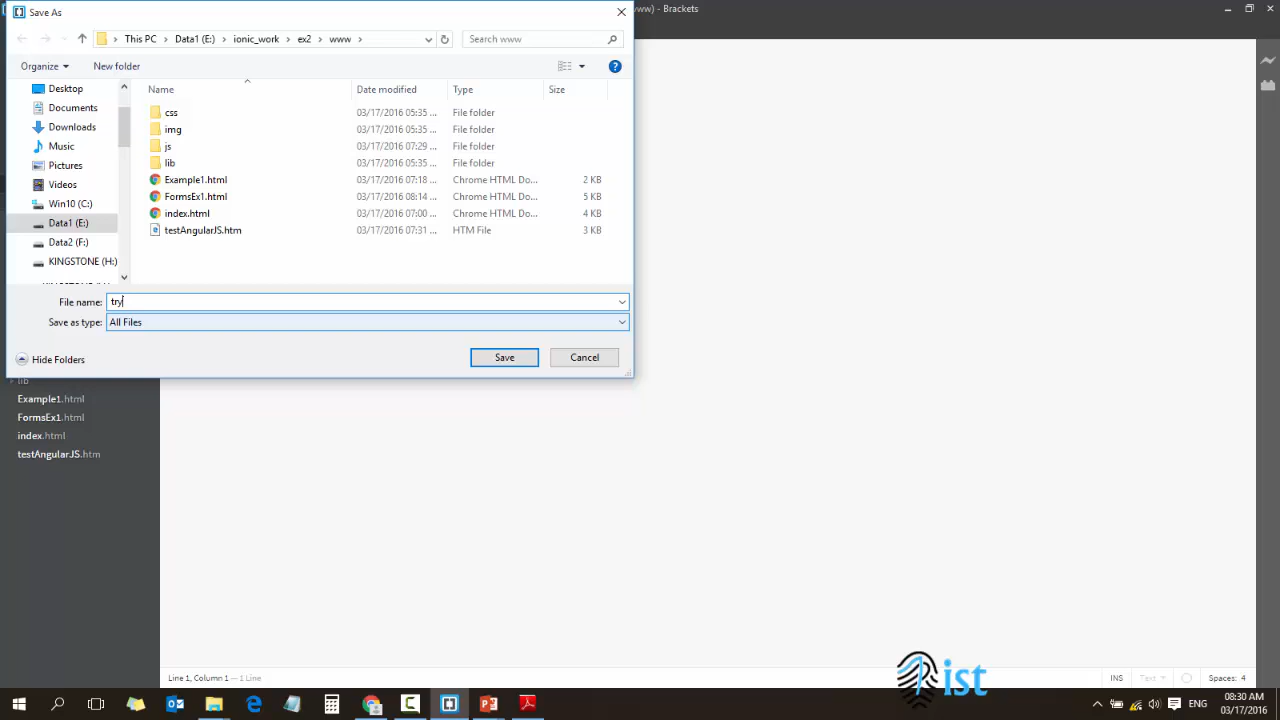 Save As
www) - Brackets
This PC > Data1 (E:) > ionic_work > ex2 > www >
Search www
Organize
New folder
Name
Date modified
Type
Size
Desktop
Documents
Downloads
Music
Pictures
Videos
Win10 (C:)
Data1 (E:)
Data2 (F:)
KINGSTONE (H:)
css 03/17/2016 05:35 ... File folder
img 03/17/2016 05:35 ... File folder
js 03/17/2016 07:29 ... File folder
lib 03/17/2016 05:35 ... File folder
Example1.html 03/17/2016 07:18 ... Chrome HTML Do... 2 KB
FormsEx1.html 03/17/2016 08:14 ... Chrome HTML Do... 5 KB
index.html 03/17/2016 07:00 ... Chrome HTML Do... 4 KB
testAngularJS.htm 03/17/2016 07:31 ... HTM File 3 KB
File name: try
Save as type: All Files
Hide Folders
Save
Cancel
lib
Example1.html
FormsEx1.html
index.html
testAngularJS.htm
Line 1, Column 1 — 1 Line
ist
INS
Text
Spaces: 4
ENG
08:30 AM
03/17/2016